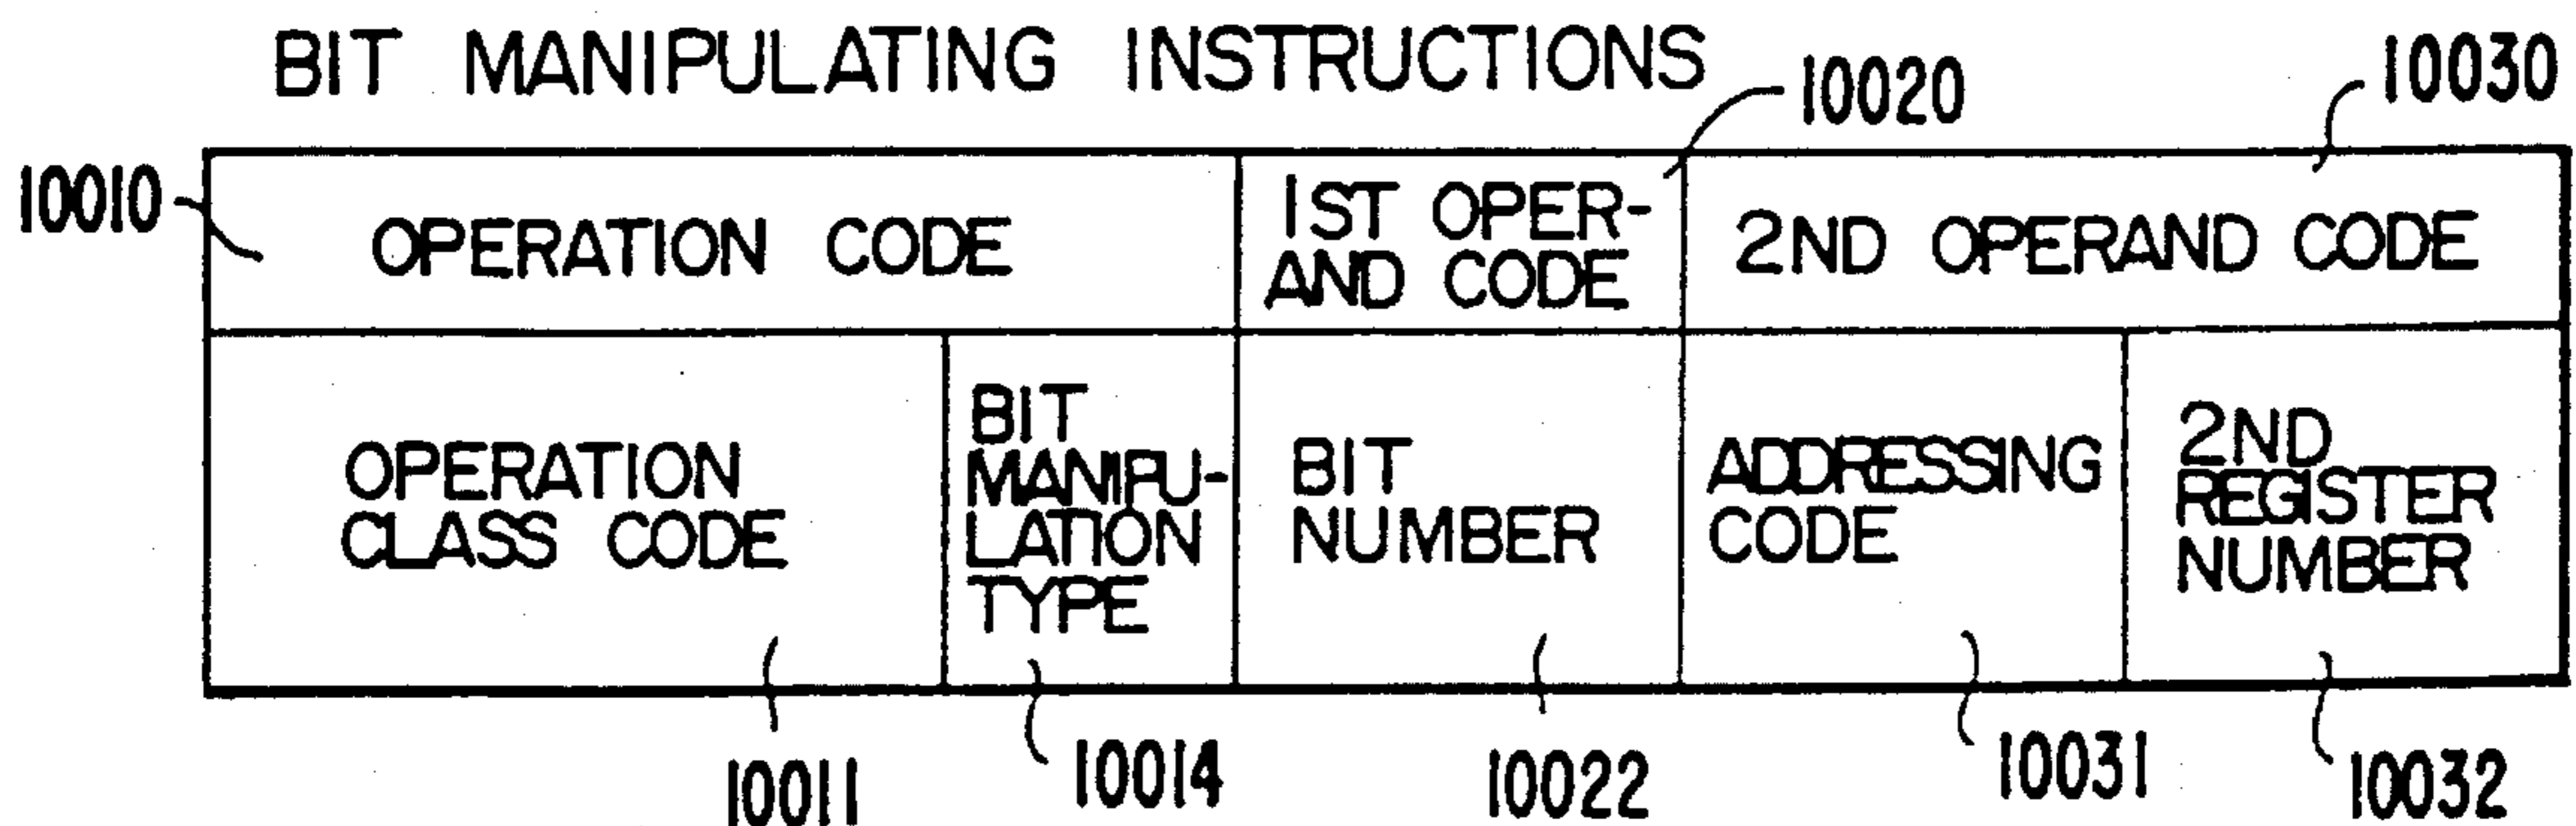 BIT MANIPULATING INSTRUCTIONS
10020
10030
10010
OPERATION CODE
1ST OPER-
AND CODE
2ND OPERAND CODE
OPERATION
CLASS CODE
BIT
MANIPU-
LATION
TYPE
BIT
NUMBER
ADDRESSING
CODE
2ND
REGISTER
NUMBER
10011
10014
10022
10031
10032